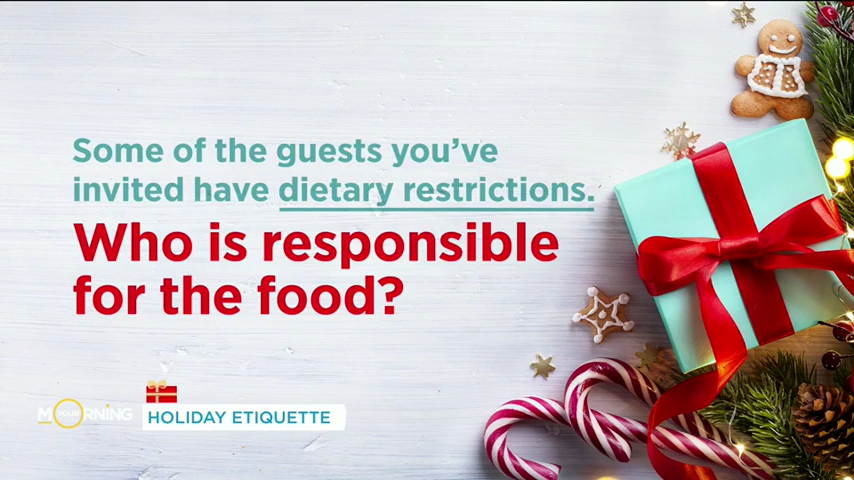 Some of the guests you've
invited have dietary restrictions.
Who is responsible
for the food?
YOUR
MORNING
HOLIDAY ETIQUETTE